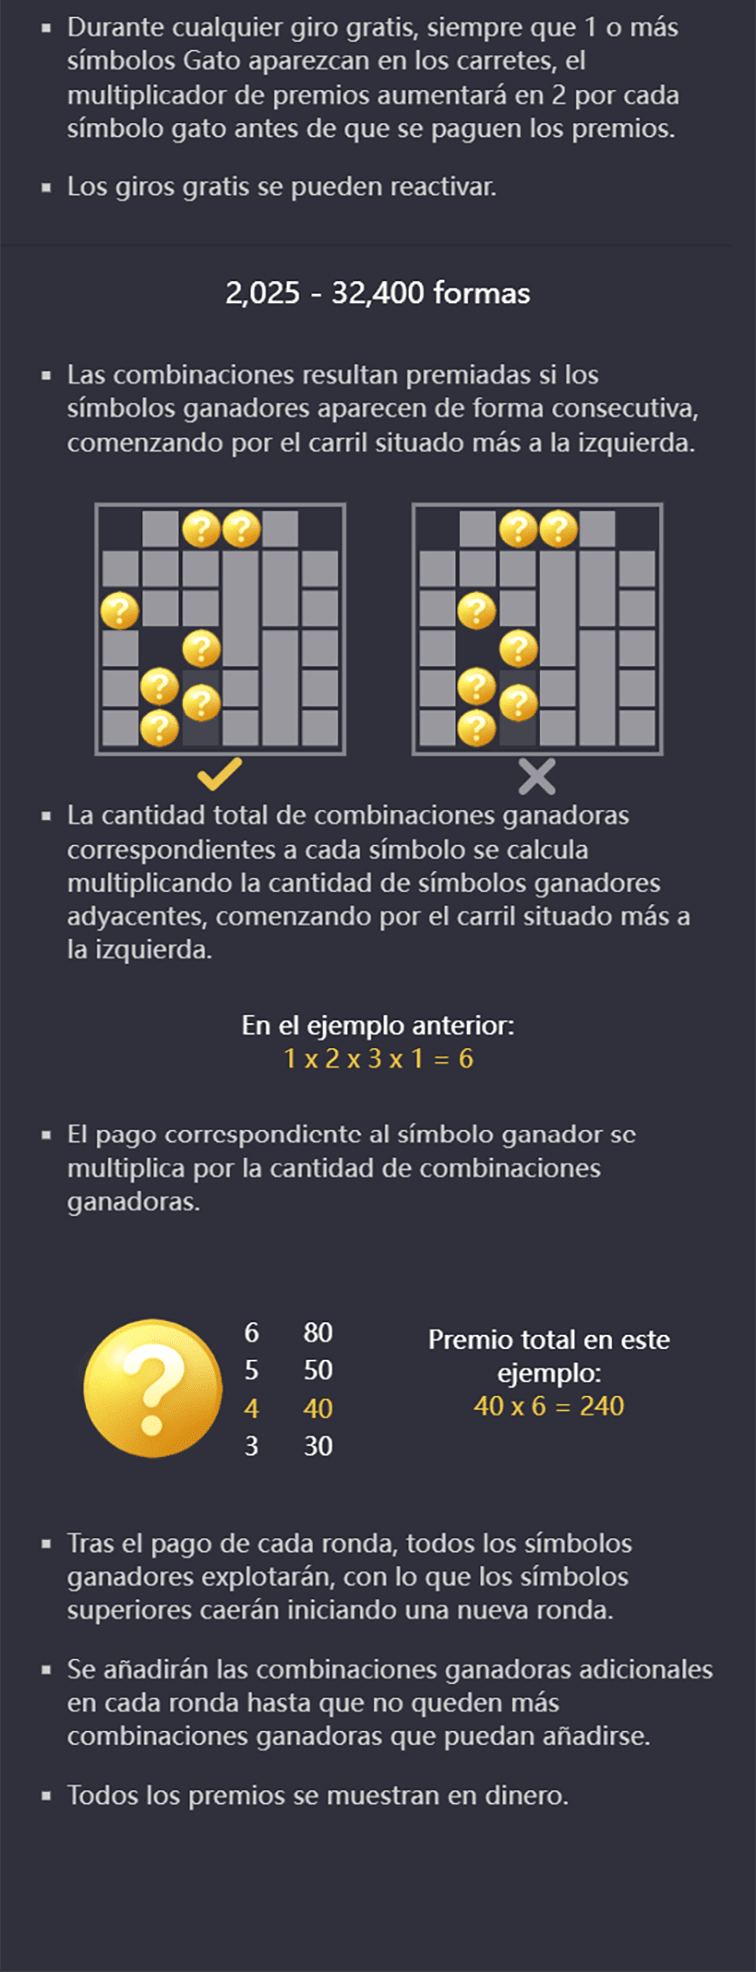 ▪ Durante cualquier giro gratis, siempre que 1 o más
símbolos Gato aparezcan en los carretes, el
multiplicador de premios aumentará en 2 por cada
símbolo gato antes de que se paguen los premios.
▪ Los giros gratis se pueden reactivar.
2,025 - 32,400 formas
▪ Las combinaciones resultan premiadas si los
símbolos ganadores aparecen de forma consecutiva,
comenzando por el carril situado más a la izquierda.
? ? ? ?
? ?
? ?
? ?
? ? ? ?
? ?
▪ La cantidad total de combinaciones ganadoras
correspondientes a cada símbolo se calcula
multiplicando la cantidad de símbolos ganadores
adyacentes, comenzando por el carril situado más a
la izquierda.
En el ejemplo anterior:
1 x 2 x 3 x 1 = 6
▪ El pago correspondiente al símbolo ganador se
multiplica por la cantidad de combinaciones
ganadoras.
?
6 80
5 50
4 40
3 30
Premio total en este
ejemplo:
40 x 6 = 240
▪ Tras el pago de cada ronda, todos los símbolos
ganadores explotarán, con lo que los símbolos
superiores caerán iniciando una nueva ronda.
▪ Se añadirán las combinaciones ganadoras adicionales
en cada ronda hasta que no queden más
combinaciones ganadoras que puedan añadirse.
▪ Todos los premios se muestran en dinero.